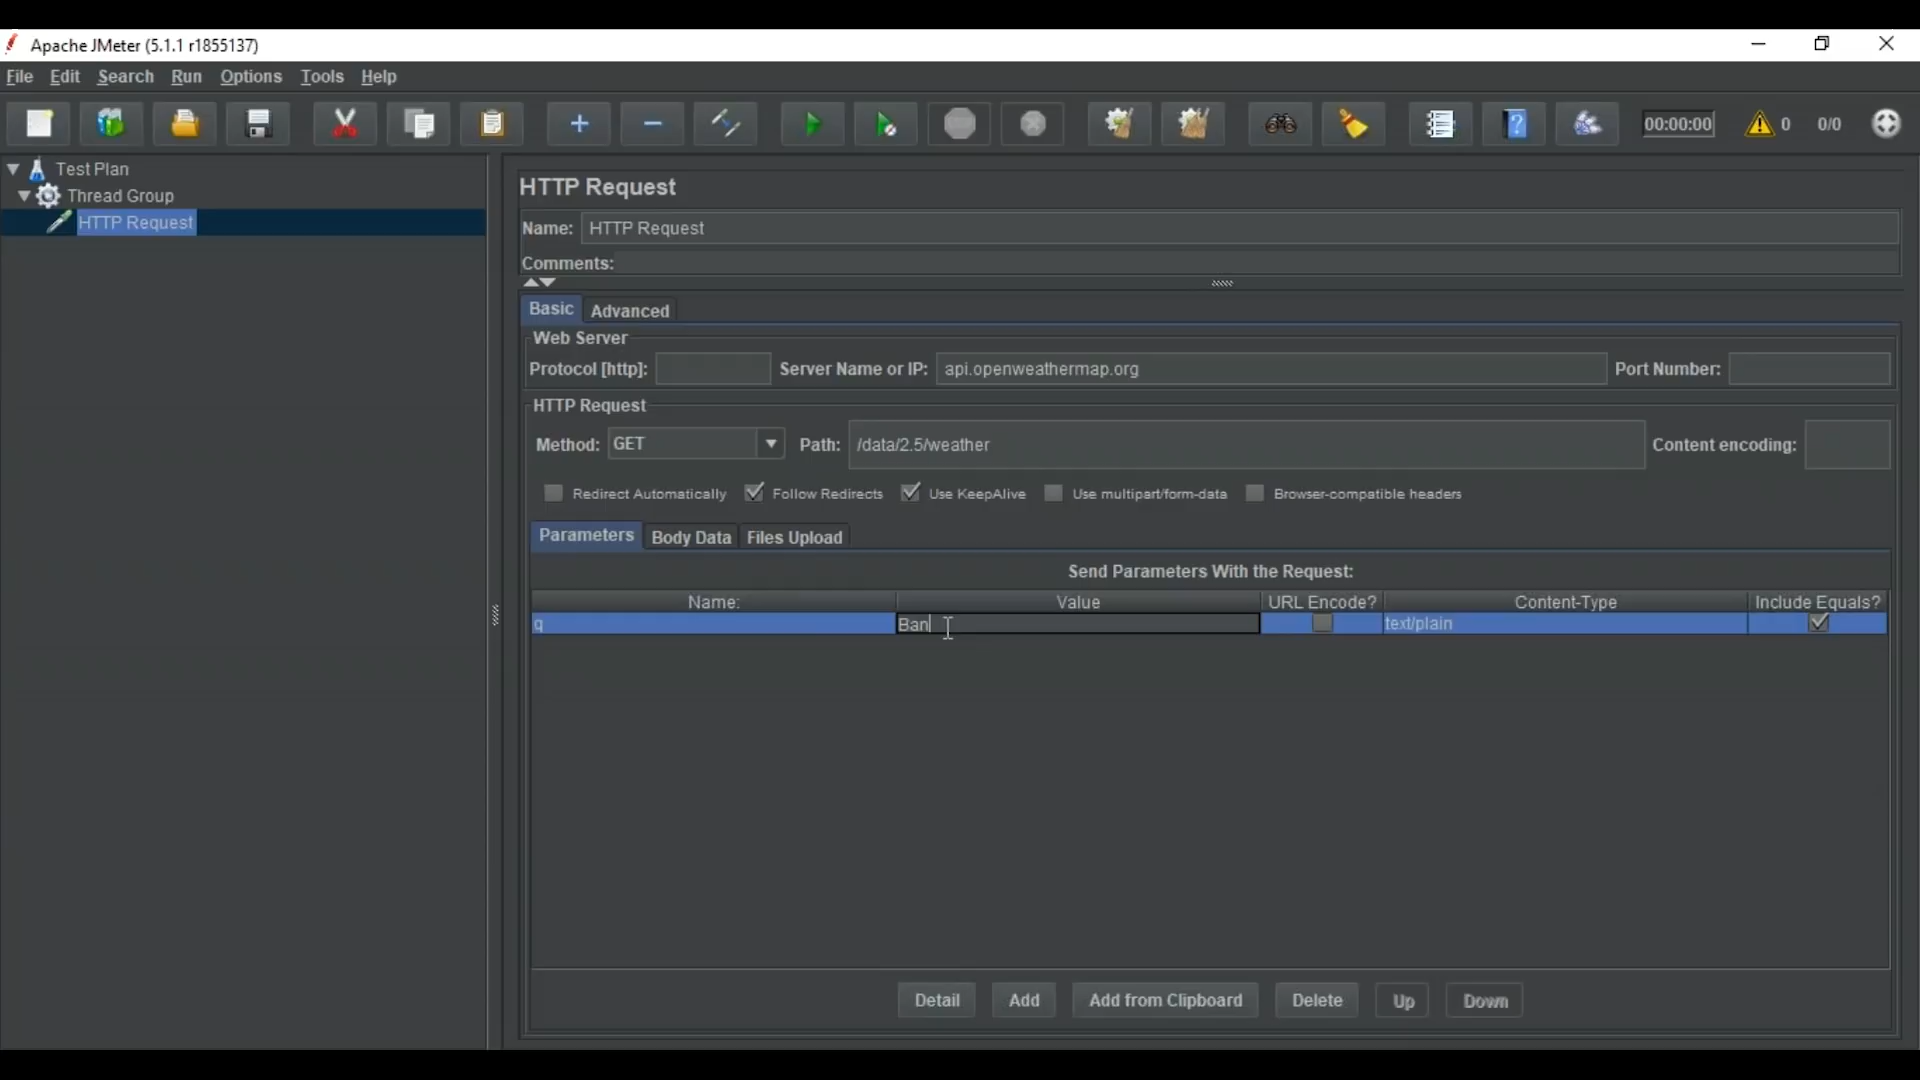 Apache JMeter (5.1.1 r1855137)
File Edit Search Run Options Tools Help
00:00:00 0 0/0
Test Plan
Thread Group
HTTP Request
HTTP Request
Name: HTTP Request
Comments:
Basic Advanced
Web Server
Protocol [http]: Server Name or IP: api.openweathermap.org Port Number:
HTTP Request
Method: GET Path: /data/2.5/weather Content encoding:
Redirect Automatically Follow Redirects Use KeepAlive Use multipart/form-data Browser-compatible headers
Parameters Body Data Files Upload
Send Parameters With the Request:
Name: Value URL Encode? Content-Type Include Equals?
q Ban text/plain
Detail Add Add from Clipboard Delete Up Down